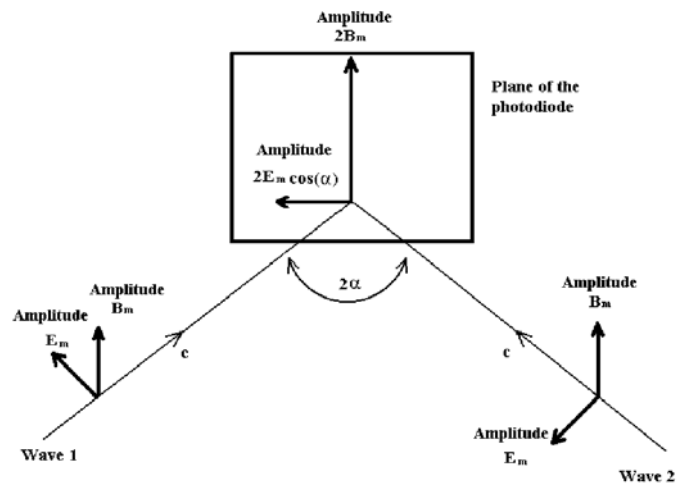 Amplitude
2Bm
Plane of the
photodiode
Amplitude
2Em cos(α)
2α
Amplitude
Bm
Amplitude
Em
c
Wave 1
c
Amplitude
Bm
Amplitude
Em
Wave 2